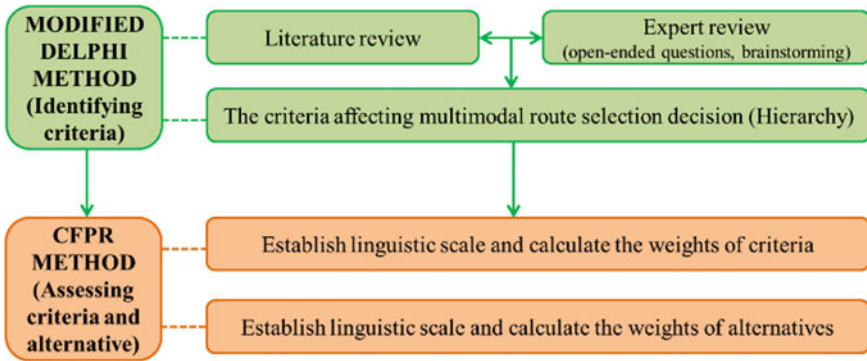 MODIFIED
DELPHI
METHOD
(Identifying
criteria)
Literature review
Expert review
(open-ended questions, brainstorming)
The criteria affecting multimodal route selection decision (Hierarchy)
CFPR
METHOD
(Assessing
criteria and
alternative)
Establish linguistic scale and calculate the weights of criteria
Establish linguistic scale and calculate the weights of alternatives